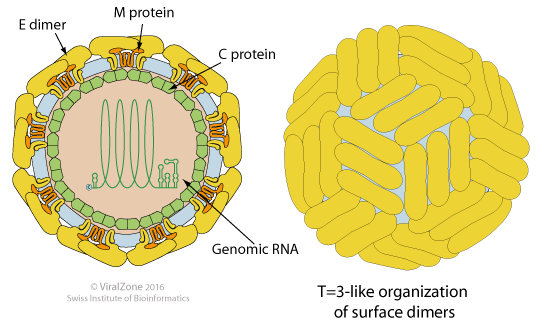 M protein
E dimer
C protein
Genomic RNA
© ViralZone 2016
Swiss Institute of Bioinformatics
T=3-like organization
of surface dimers